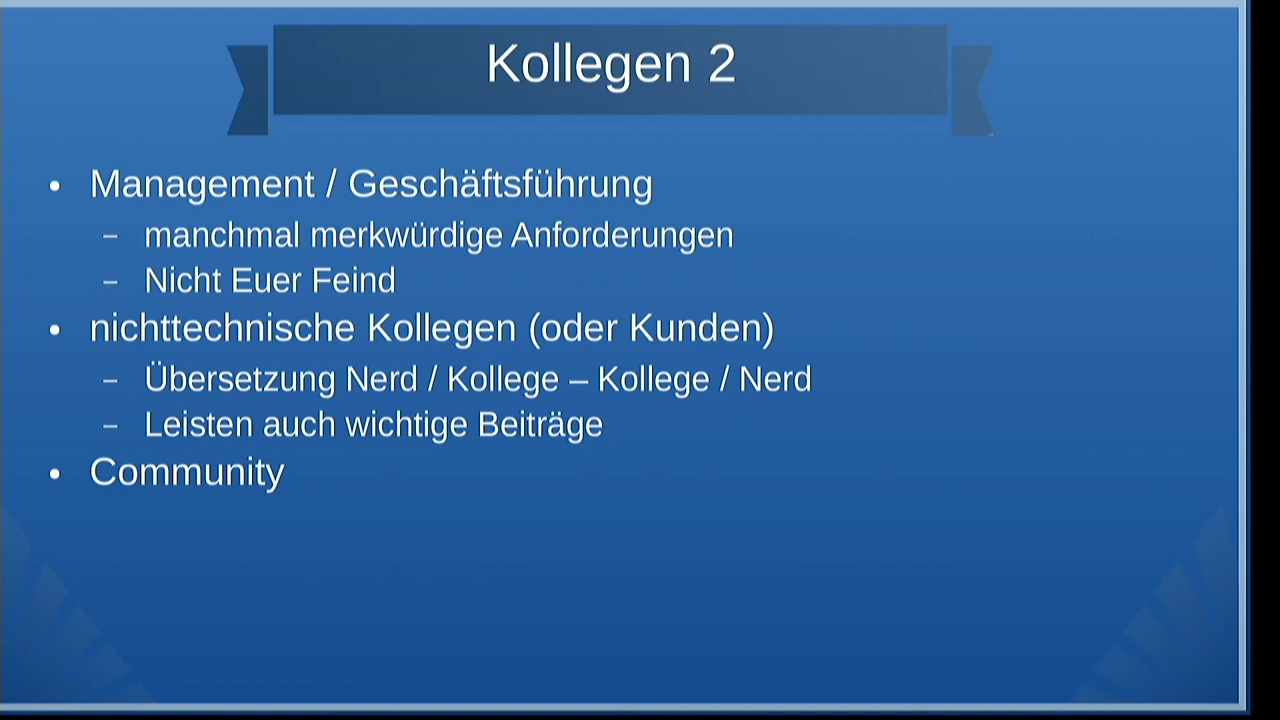 Kollegen 2
• Management / Geschäftsführung
– manchmal merkwürdige Anforderungen
– Nicht Euer Feind
• nichttechnische Kollegen (oder Kunden)
– Übersetzung Nerd / Kollege – Kollege / Nerd
– Leisten auch wichtige Beiträge
• Community